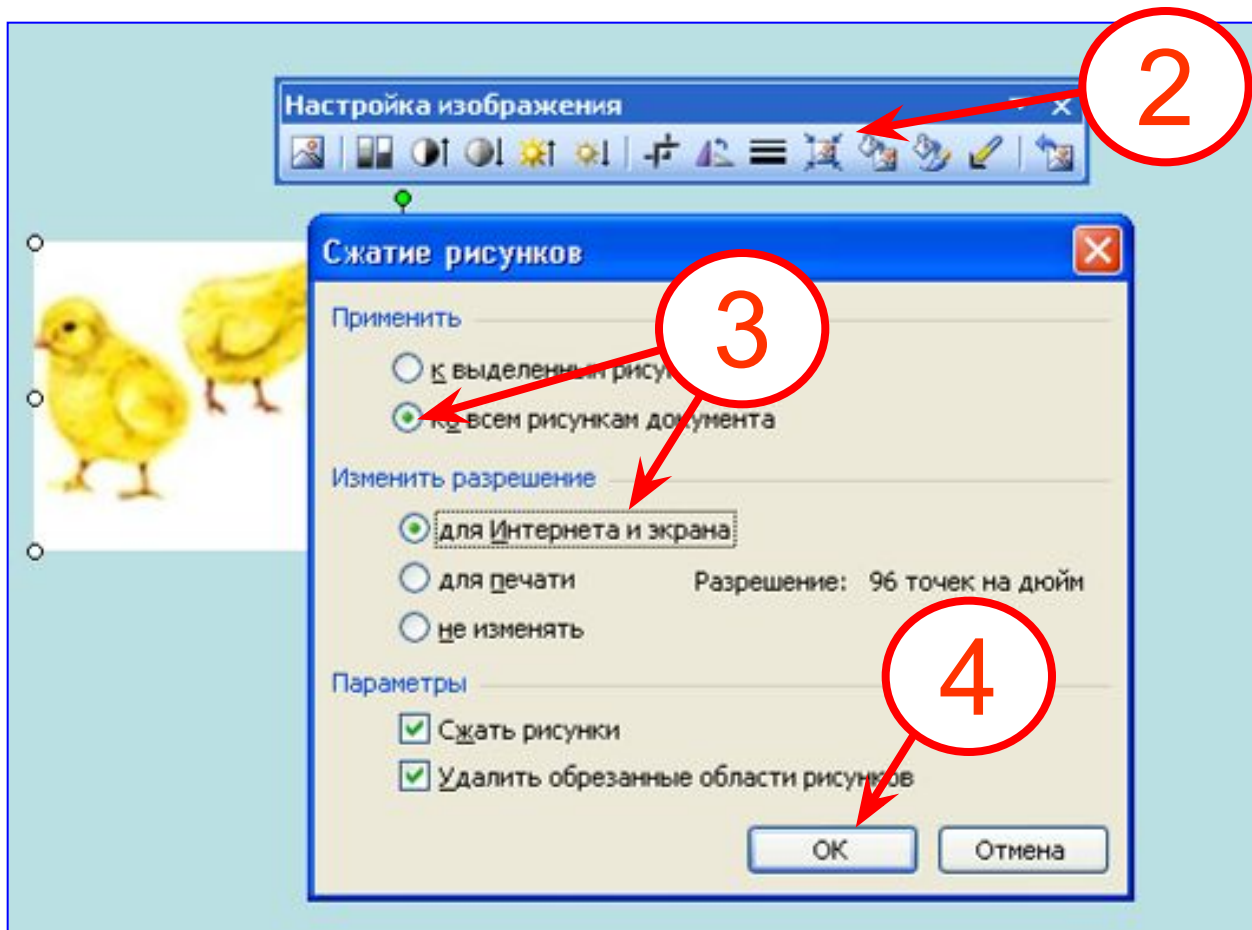 2
Настройка изображения
Сжатие рисунков
3
Применить
к выделенным
ко всем рисункам документа
Изменить разрешение
для Интернета и экрана
для печати Разрешение: 96 точек на дюйм
не изменять
4
Параметры
Сжать рисунки
Удалить обрезанные области рисунков
ОК Отмена